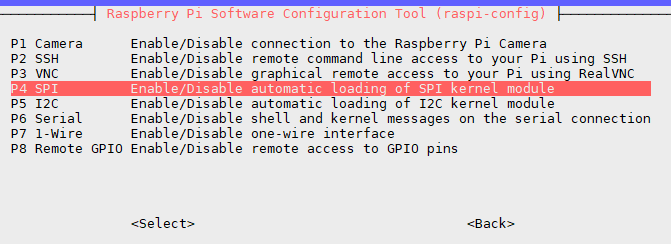 Raspberry Pi Software Configuration Tool (raspi-config)
P1 Camera Enable/Disable connection to the Raspberry Pi Camera
P2 SSH Enable/Disable remote command line access to your Pi using SSH
P3 VNC Enable/Disable graphical remote access to your Pi using RealVNC
P4 SPI Enable/Disable automatic loading of SPI kernel module
P5 I2C Enable/Disable automatic loading of I2C kernel module
P6 Serial Enable/Disable shell and kernel messages on the serial connection
P7 1-Wire Enable/Disable one-wire interface
P8 Remote GPIO Enable/Disable remote access to GPIO pins
<Select> <Back>